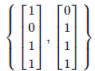 { [1 0 1 1], [0 1 1 1] }